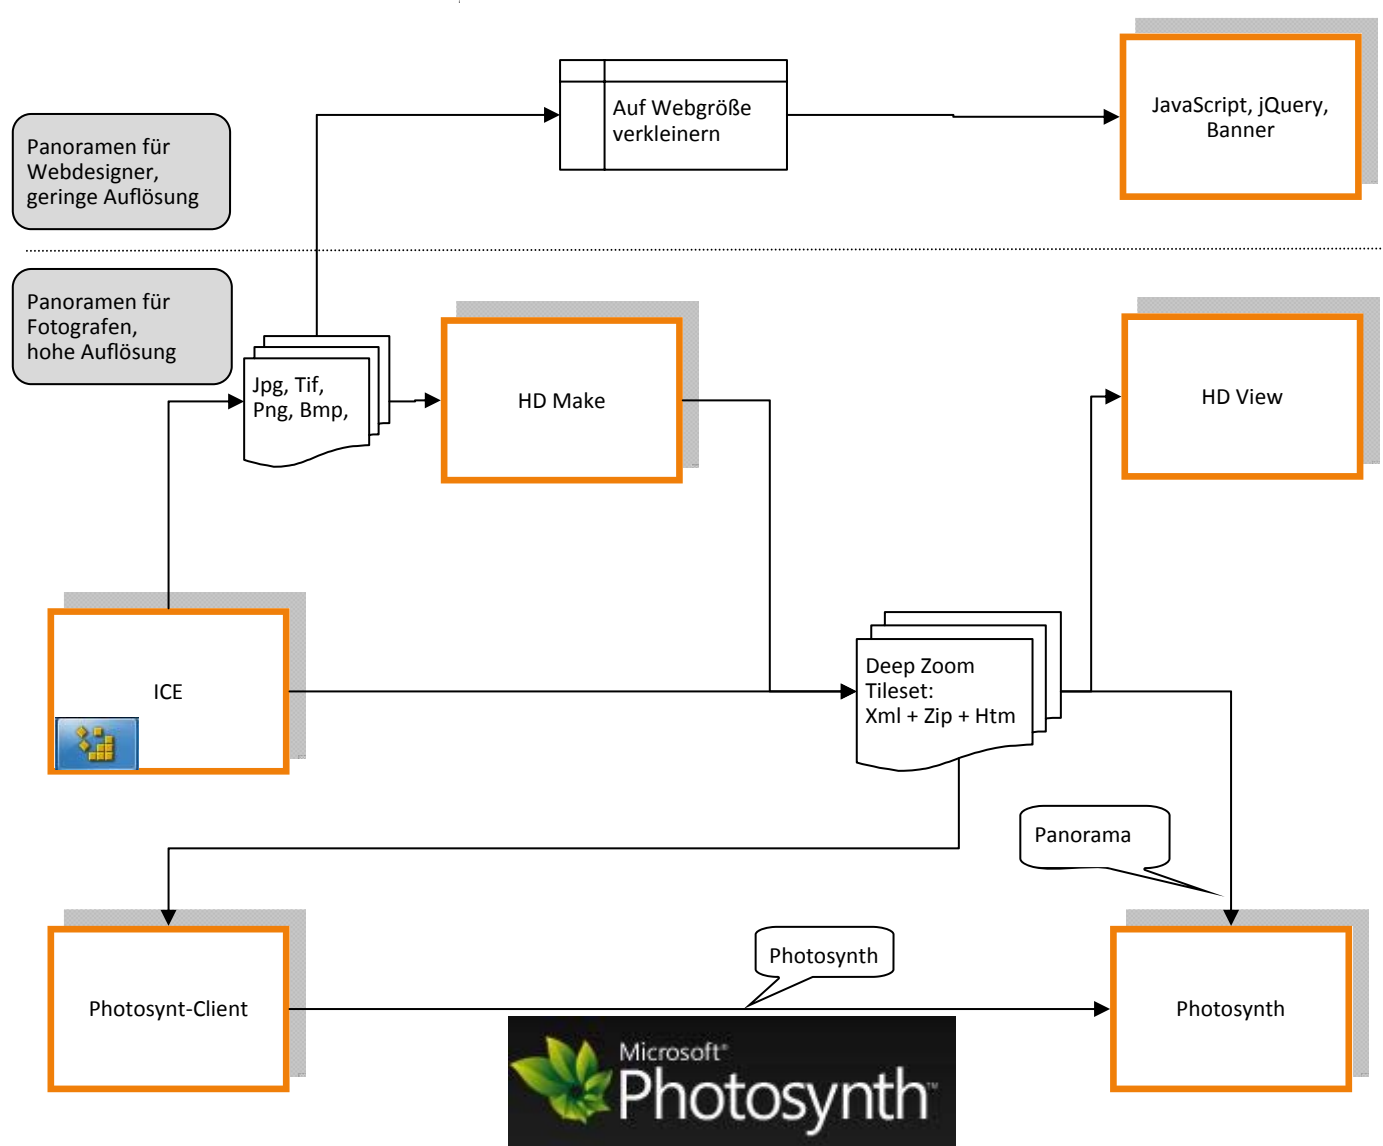 Auf Webgröße
verkleinern
JavaScript, jQuery,
Banner
Panoramen für
Webdesigner,
geringe Auflösung
Panoramen für
Fotografen,
hohe Auflösung
Jpg, Tif,
Png, Bmp,
HD Make
HD View
ICE
Deep Zoom
Tileset:
Xml + Zip + Htm
Panorama
Photosynth
Photosynt-Client
Photosynth
Microsoft®
Photosynth™